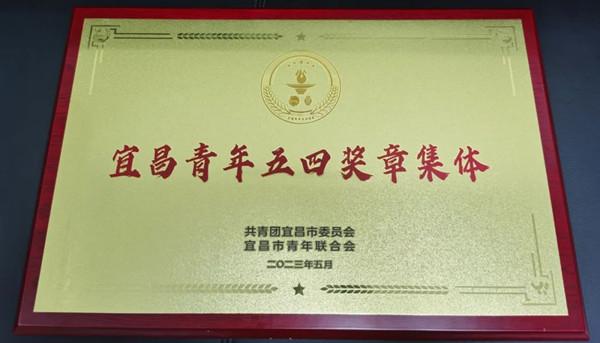 宜昌青年五四奖章集体
共青团宜昌市委员会
宜昌市青年联合会
二〇二三年五月